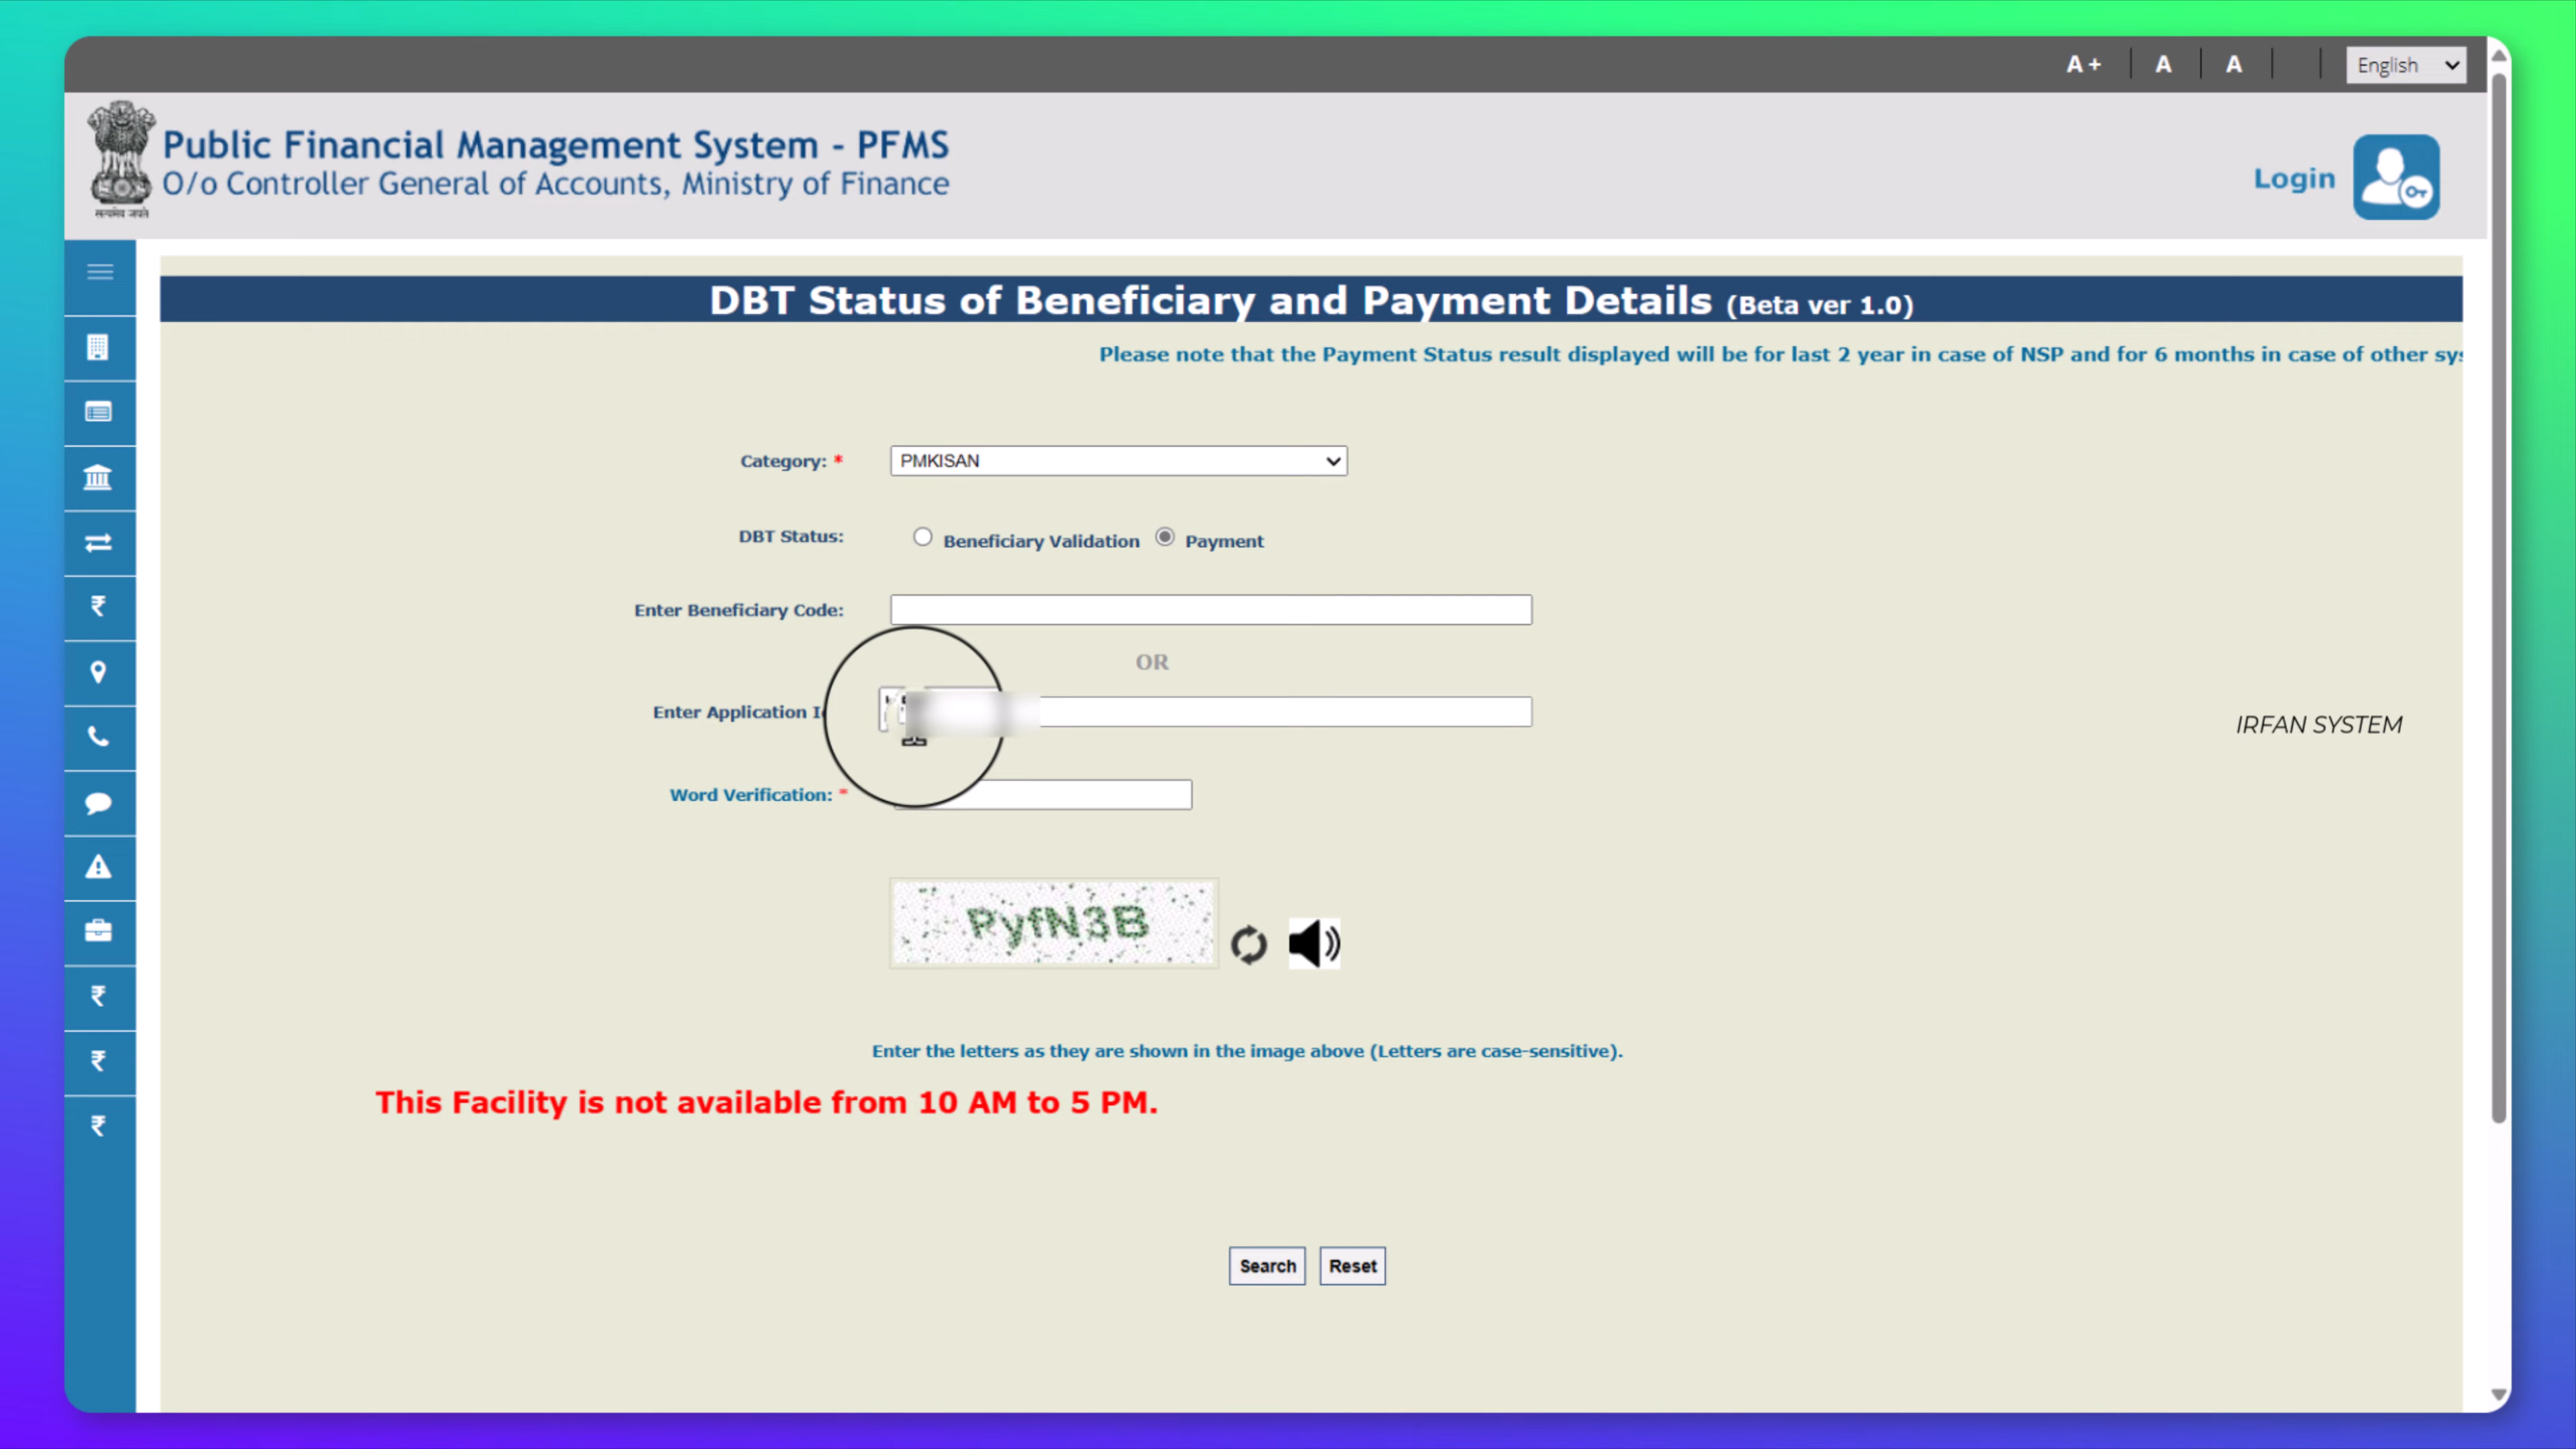 A+ | A | A | | English
Public Financial Management System - PFMS
O/o Controller General of Accounts, Ministry of Finance
सत्यमेव जयते
Login
DBT Status of Beneficiary and Payment Details (Beta ver 1.0)
Please note that the Payment Status result displayed will be for last 2 year in case of NSP and for 6 months in case of other sys
Category: * PMKISAN
DBT Status: Beneficiary Validation Payment
Enter Beneficiary Code:
OR
Enter Application I
IRFAN SYSTEM
Word Verification: *
PyfN3B
Enter the letters as they are shown in the image above (Letters are case-sensitive).
This Facility is not available from 10 AM to 5 PM.
Search Reset